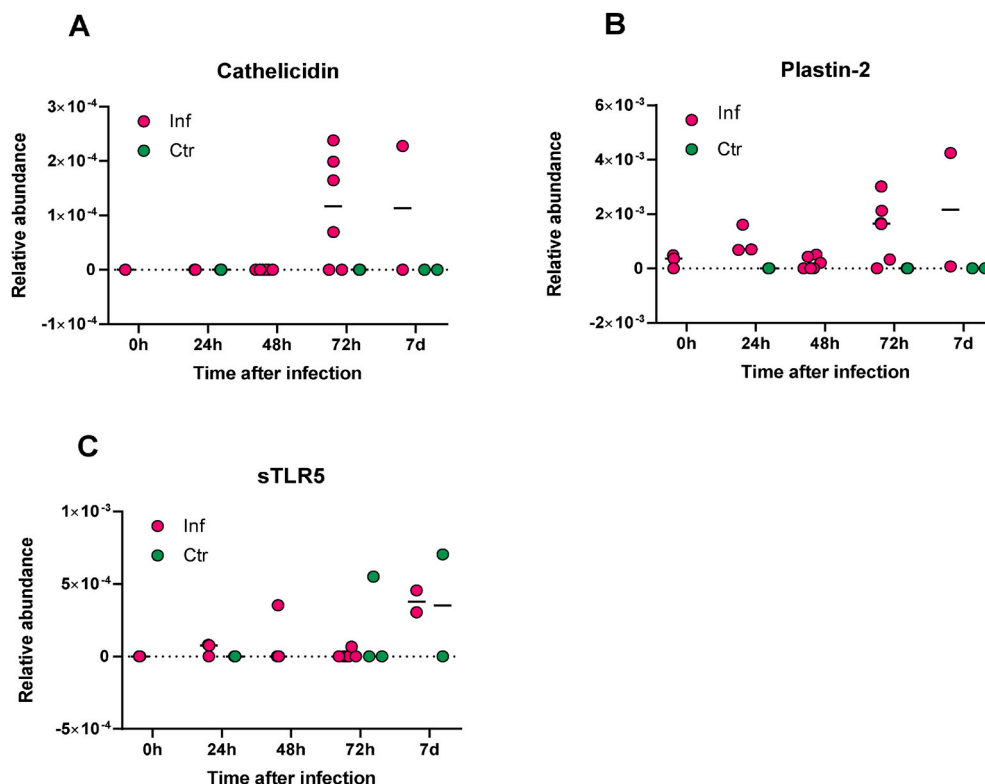 A
Cathelicidin
Relative abundance
3×10⁻⁴
2×10⁻⁴
1×10⁻⁴
0
-1×10⁻⁴
Inf
Ctr
0h 24h 48h 72h 7d
Time after infection
B
Plastin-2
Relative abundance
6×10⁻³
4×10⁻³
2×10⁻³
0
-2×10⁻³
Inf
Ctr
0h 24h 48h 72h 7d
Time after infection
C
sTLR5
Relative abundance
1×10⁻³
5×10⁻⁴
0
-5×10⁻⁴
Inf
Ctr
0h 24h 48h 72h 7d
Time after infection